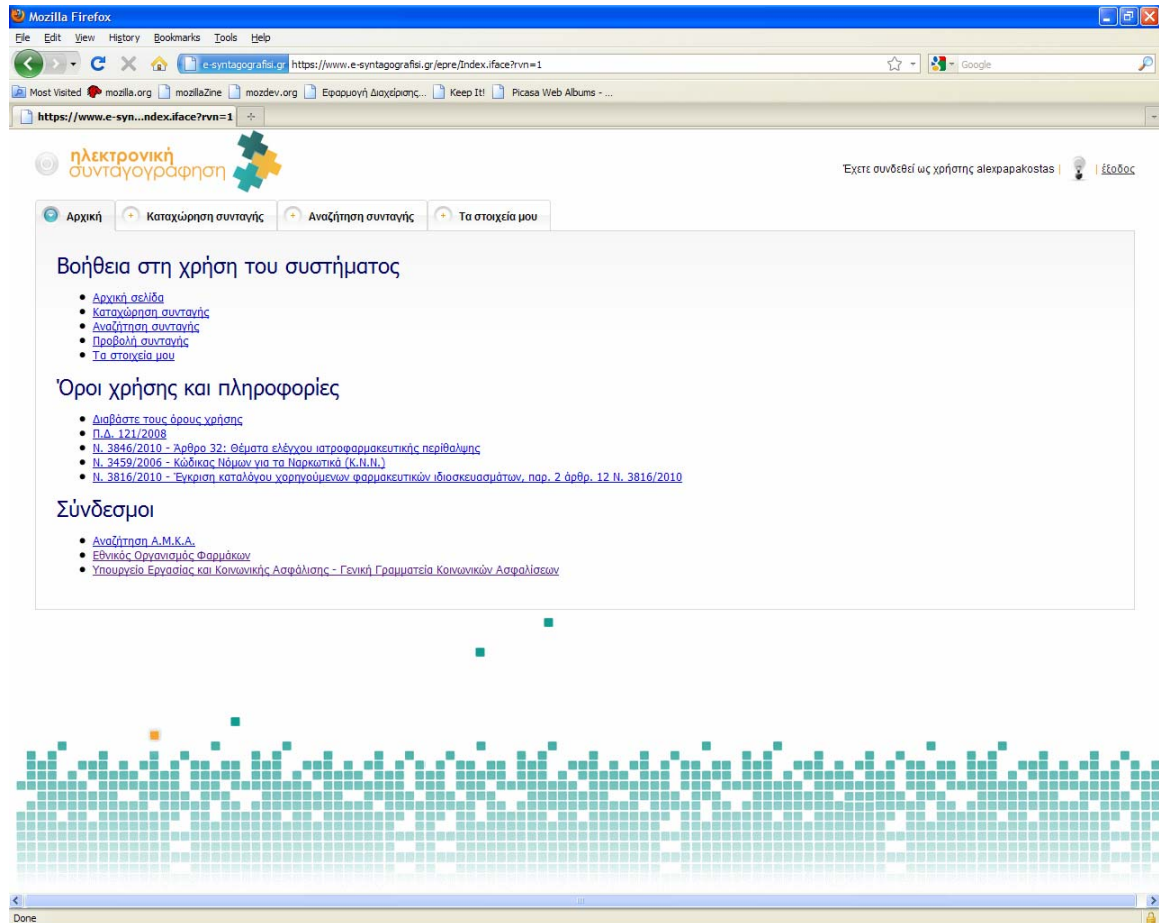 Mozilla Firefox
File Edit View History Bookmarks Tools Help
e-syntagografisi.gr https://www.e-syntagografisi.gr/epre/Index.iface?rvn=1 Google
Most Visited mozilla.org mozillaZine mozdev.org Εφαρμογή Διαχείρισης... Keep It! Picasa Web Albums - ...
https://www.e-syn...ndex.iface?rvn=1
ηλεκτρονική
συνταγογράφηση
Έχετε συνδεθεί ως χρήστης alexpapakostas | | έξοδος
Αρχική Καταχώρηση συνταγής Αναζήτηση συνταγής Τα στοιχεία μου
Βοήθεια στη χρήση του συστήματος
Αρχική σελίδα
Καταχώρηση συνταγής
Αναζήτηση συνταγής
Προβολή συνταγής
Τα στοιχεία μου
Όροι χρήσης και πληροφορίες
Διαβάστε τους όρους χρήσης
Π.Δ. 121/2008
Ν. 3846/2010 - Άρθρο 32: Θέματα ελέγχου ιατροφαρμακευτικής περίθαλψης
Ν. 3459/2006 - Κώδικας Νόμων για τα Ναρκωτικά (Κ.Ν.Ν.)
Ν. 3816/2010 - Έγκριση καταλόγου χορηγούμενων φαρμακευτικών ιδιοσκευασμάτων, παρ. 2 άρθρ. 12 Ν. 3816/2010
Σύνδεσμοι
Αναζήτηση Α.Μ.Κ.Α.
Εθνικός Οργανισμός Φαρμάκων
Υπουργείο Εργασίας και Κοινωνικής Ασφάλισης - Γενική Γραμματεία Κοινωνικών Ασφαλίσεων
Done